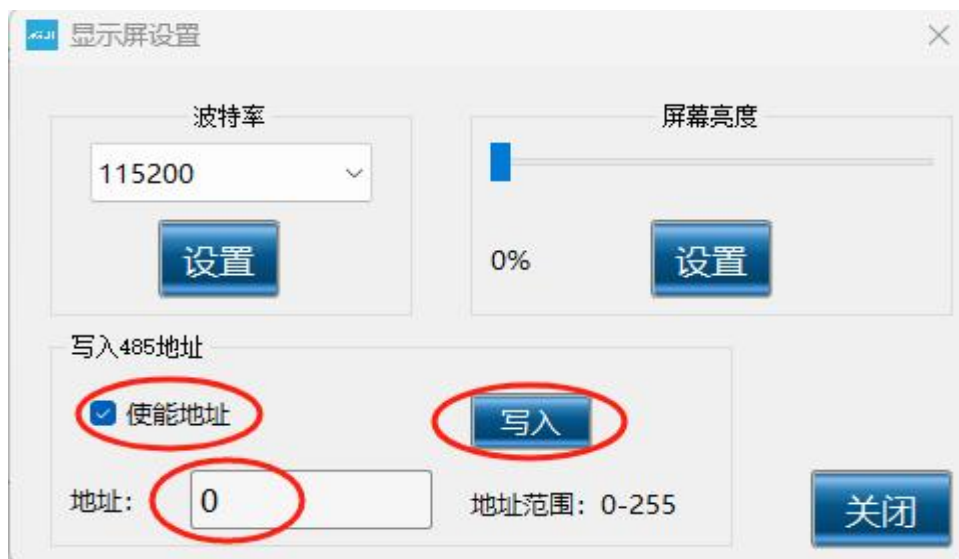 显示屏设置
波特率
屏幕亮度
115200
设置
0%
设置
写入485地址
使能地址
写入
地址：
0
地址范围：0-255
关闭